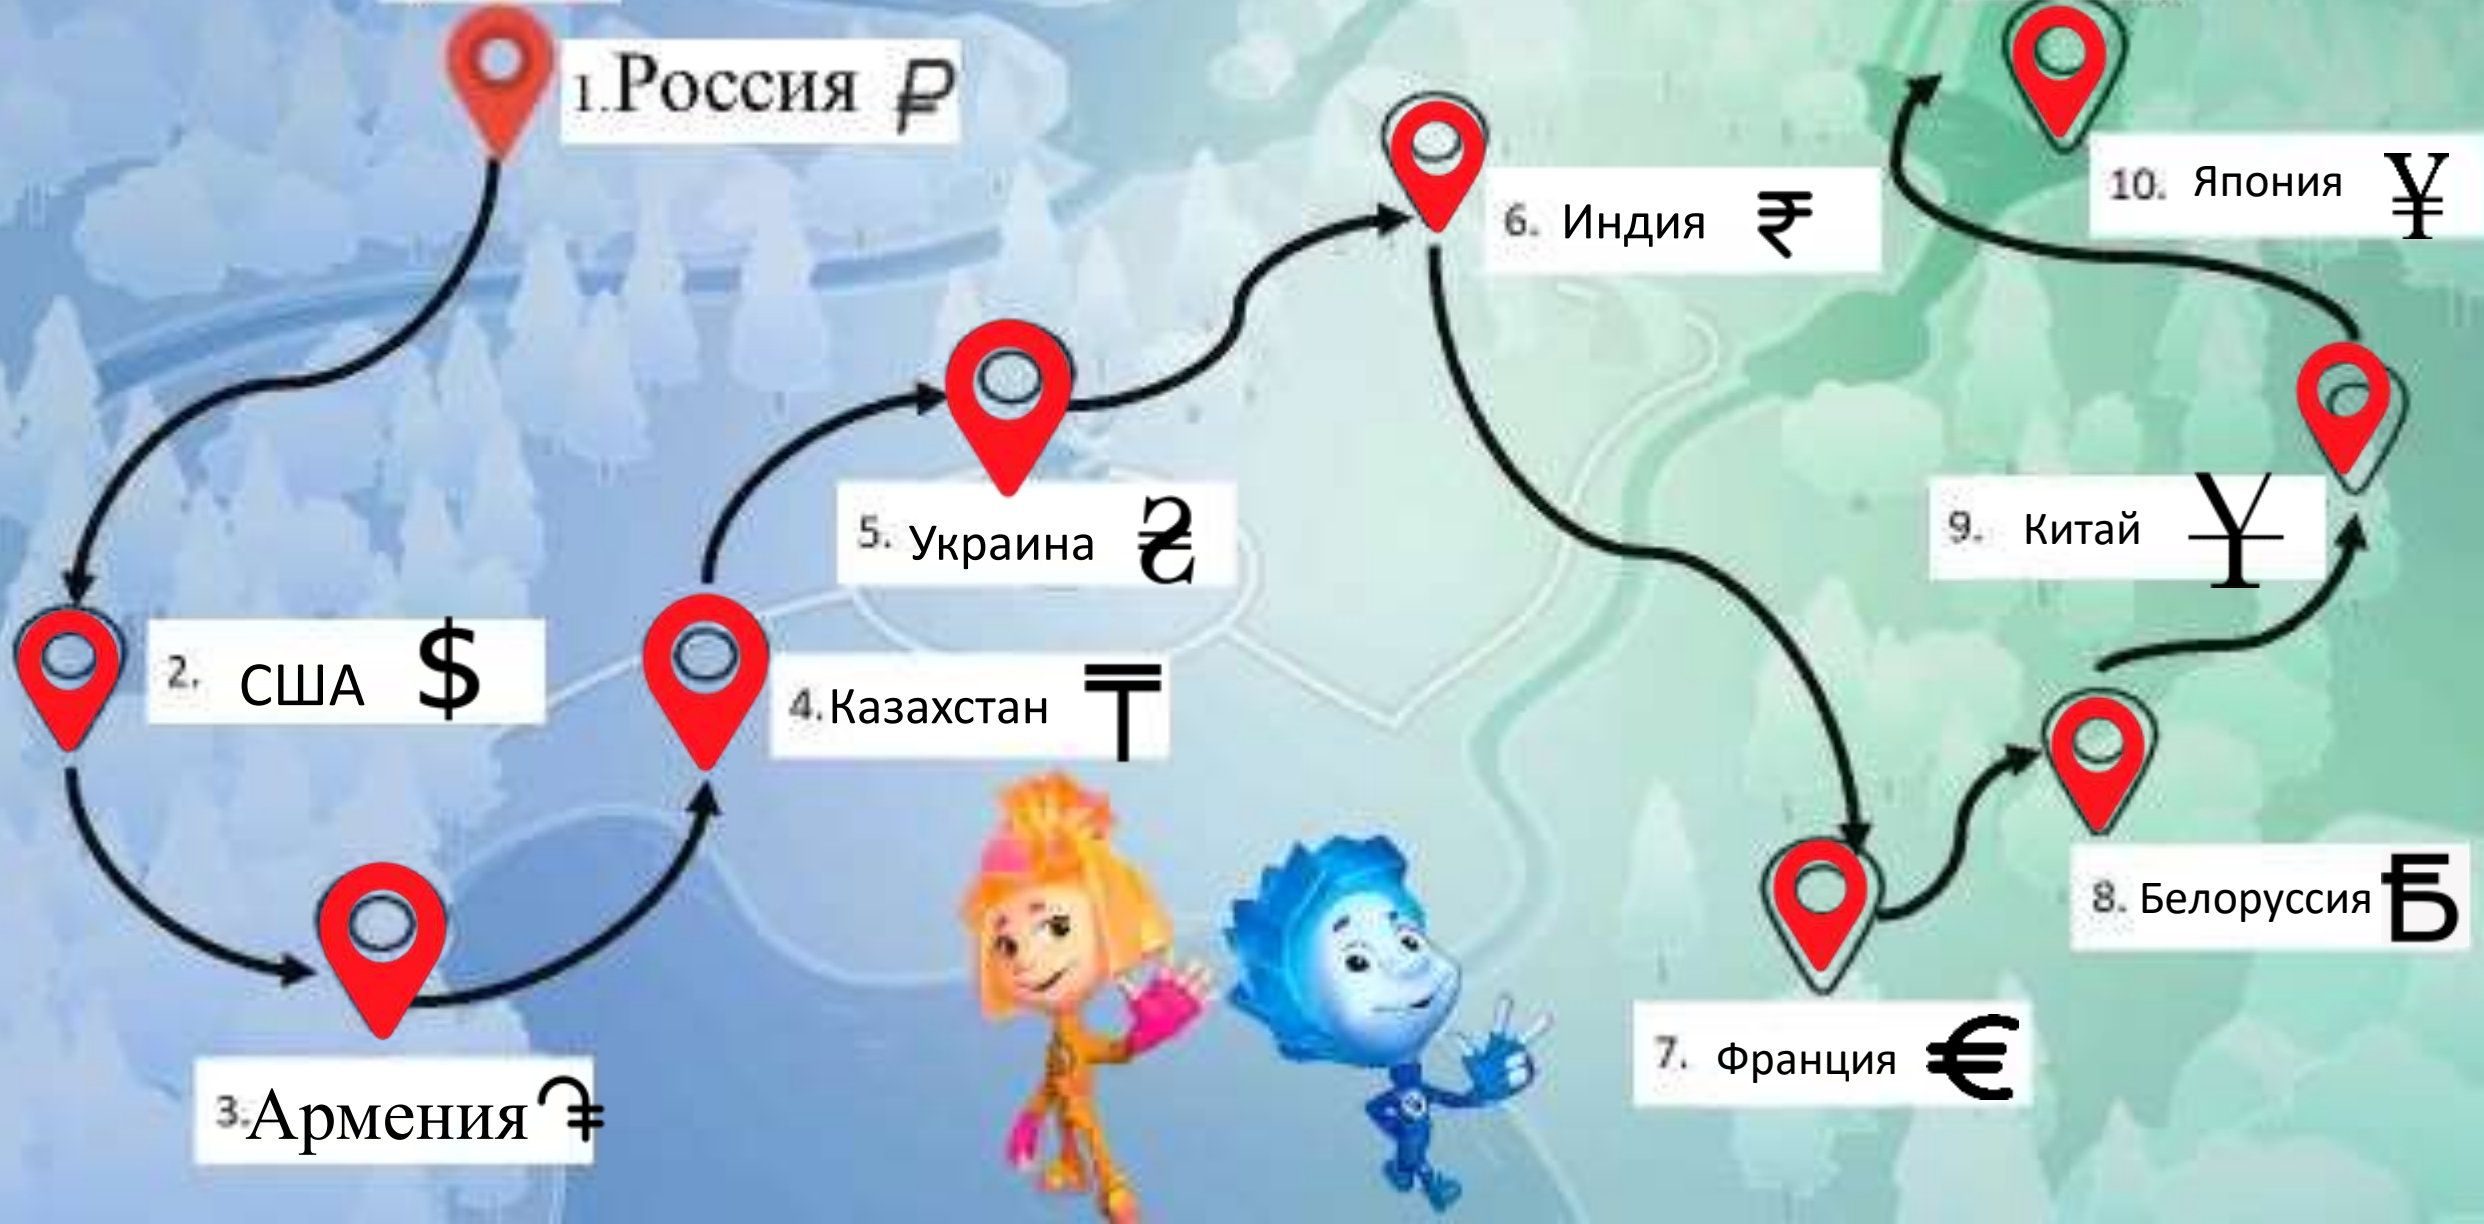 1.Россия ₽
2. США $
3.Армения ֏
4.Казахстан ₸
5. Украина ₴
6. Индия ₹
7. Франция €
8. Белоруссия Ƃ
9. Китай Ұ
10. Япония ¥